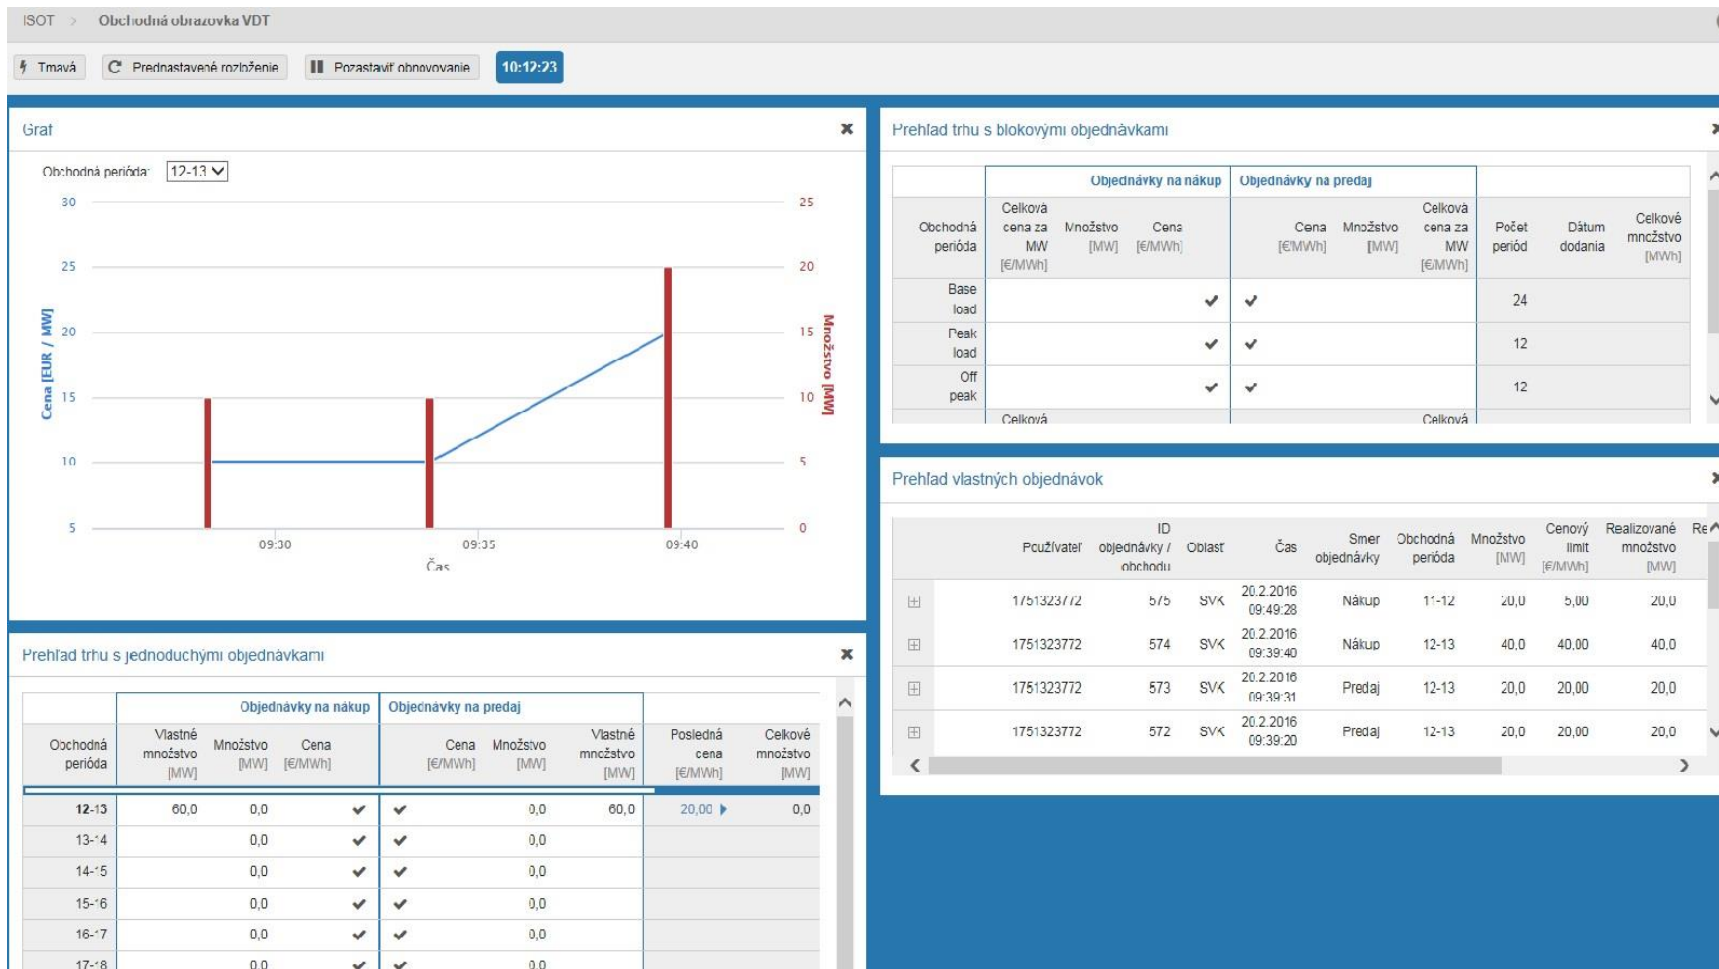 ISOT > Obchodná obrazovka VDT
Tmavá Prednastavené rozloženie Pozastaviť obnovovanie 10:12:23
Graf
Obchodná perióda: 12-13
30 25
25 20
20 15
15 10
10 5
5 0
Cena [EUR / MW]
Množstvo [MW]
09:30 09:35 09:40
Čas
Prehľad trhu s jednoduchými objednávkami
Objednávky na nákup Objednávky na predaj
Obchodná perióda Vlastné množstvo [MW] Množstvo [MW] Cena [€/MWh] Cena [€/MWh] Množstvo [MW] Vlastné množstvo [MW] Posledná cena [€/MWh] Celkové množstvo [MW]
12-13 60,0 0,0 ✔ ✔ 0,0 60,0 20,00 0,0
13-14 0,0 ✔ ✔ 0,0
14-15 0,0 ✔ ✔ 0,0
15-16 0,0 ✔ ✔ 0,0
16-17 0,0 ✔ ✔ 0,0
17-18 0,0 ✔ ✔ 0,0
Prehľad trhu s blokovými objednávkami
Objednávky na nákup Objednávky na predaj
Obchodná perióda Celková cena za MW [€/MWh] Množstvo [MW] Cena [€/MWh] Cena [€/MWh] Množstvo [MW] Celková cena za MW [€/MWh] Počet periód Dátum dodania Celkové množstvo [MWh]
Base load ✔ ✔ 24
Peak load ✔ ✔ 12
Off peak ✔ ✔ 12
Celková Celková
Prehľad vlastných objednávok
Používateľ ID objednávky / obchodu Oblasť Čas Smer objednávky Obchodná perióda Množstvo [MW] Cenový limit [€/MWh] Realizované množstvo [MW] Re
1751323772 575 SVK 20.2.2016 09:49:28 Nákup 11-12 20,0 5,00 20,0
1751323772 574 SVK 20.2.2016 09:39:40 Nákup 12-13 40,0 40,00 40,0
1751323772 573 SVK 20.2.2016 09:39:31 Predaj 12-13 20,0 20,00 20,0
1751323772 572 SVK 20.2.2016 09:39:20 Predaj 12-13 20,0 20,00 20,0